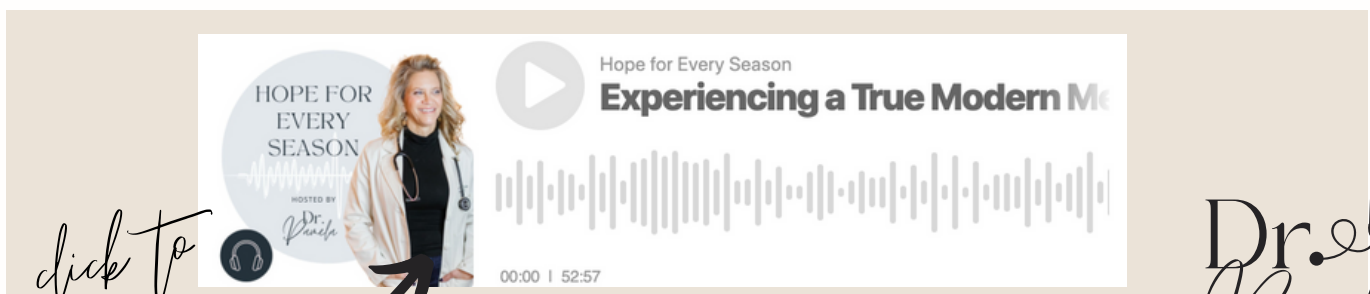 HOPE FOR
EVERY
SEASON
HOSTED BY
Dr.
Pamela
Hope for Every Season
Experiencing a True Modern
00:00 | 52:57
click to
Dr.